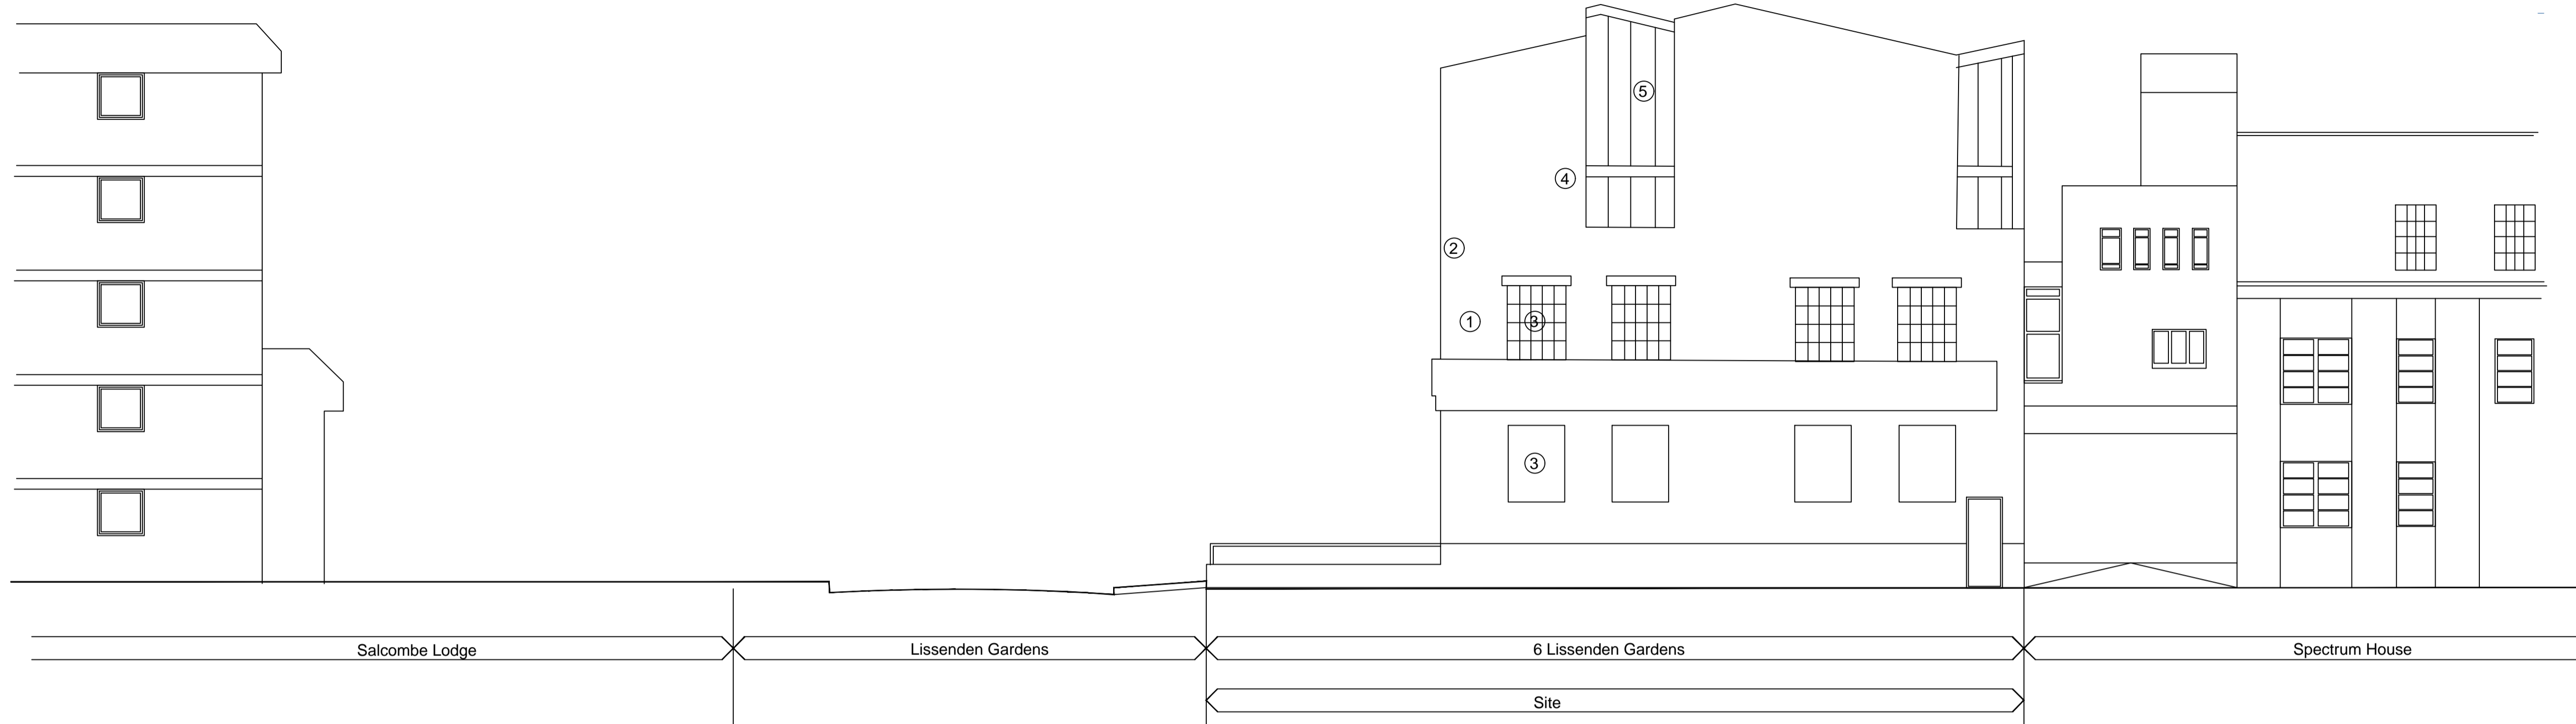 5
4
2
1
3
3
Salcombe Lodge
Lissenden Gardens
6 Lissenden Gardens
Spectrum House
Site